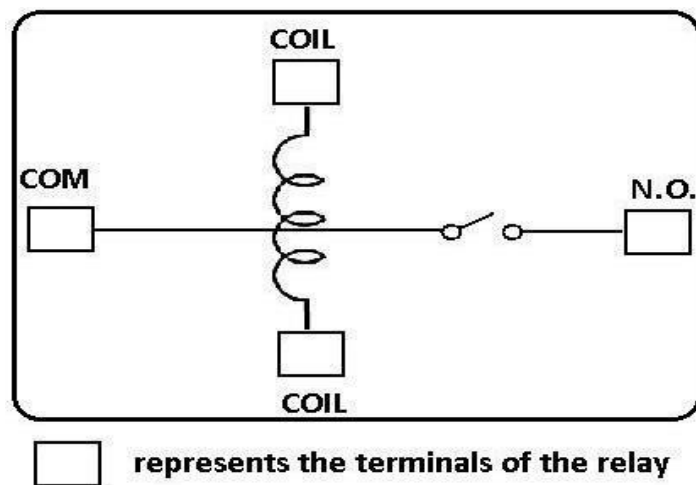 COIL
COM
N.O.
COIL
represents the terminals of the relay